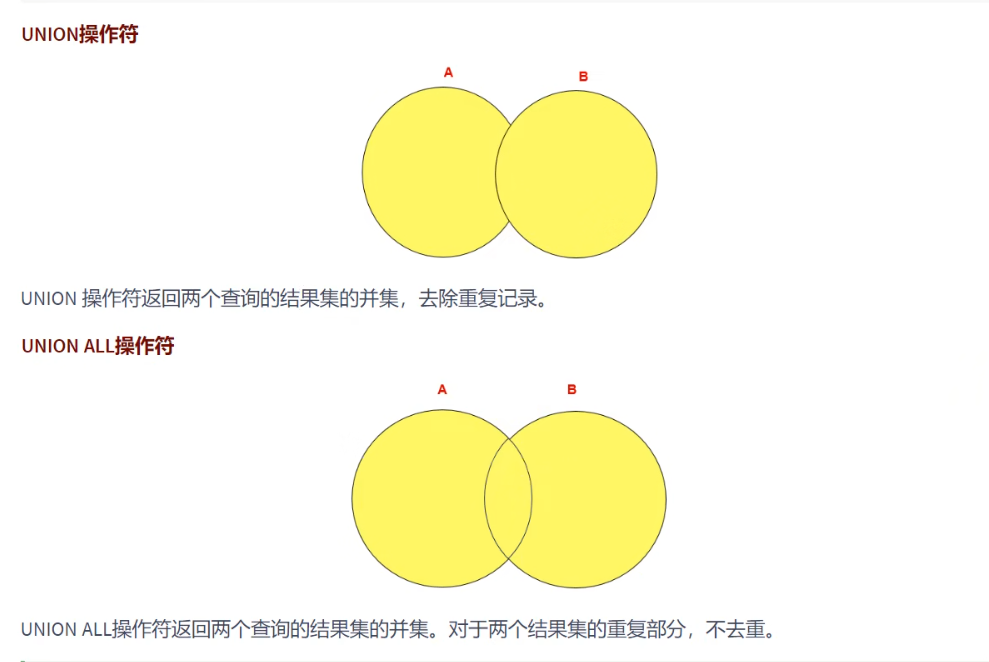 UNION操作符
A B
UNION 操作符返回两个查询的结果集的并集，去除重复记录。
UNION ALL操作符
A B
UNION ALL操作符返回两个查询的结果集的并集。对于两个结果集的重复部分，不去重。